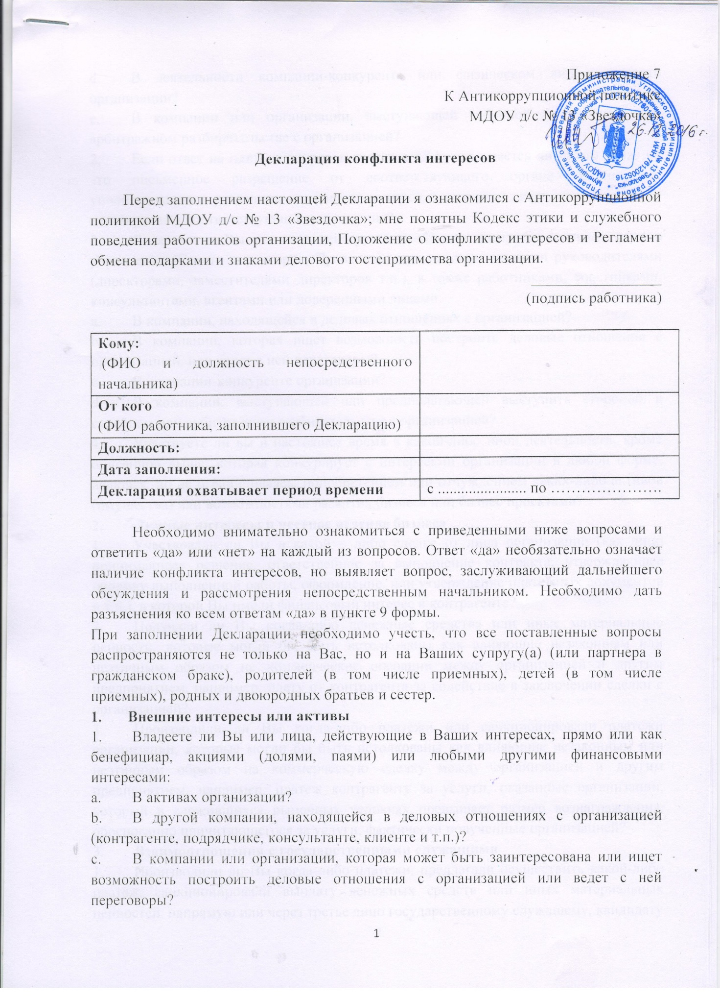 Приложение 7
К Антикоррупционной политике
МДОУ д/с № 13 «Звездочка»
26.12.2016г.
Декларация конфликта интересов
Перед заполнением настоящей Декларации я ознакомился с Антикоррупционной
политикой МДОУ д/с № 13 «Звездочка»; мне понятны Кодекс этики и служебного
поведения работников организации, Положение о конфликте интересов и Регламент
обмена подарками и знаками делового гостеприимства организации.
(подпись работника)
Кому:
(ФИО и должность непосредственного
начальника)
От кого
(ФИО работника, заполнившего Декларацию)
Должность:
Дата заполнения:
Декларация охватывает период времени с ....................... по …………………
Необходимо внимательно ознакомиться с приведенными ниже вопросами и
ответить «да» или «нет» на каждый из вопросов. Ответ «да» необязательно означает
наличие конфликта интересов, но выявляет вопрос, заслуживающий дальнейшего
обсуждения и рассмотрения непосредственным начальником. Необходимо дать
разъяснения ко всем ответам «да» в пункте 9 формы.
При заполнении Декларации необходимо учесть, что все поставленные вопросы
распространяются не только на Вас, но и на Ваших супругу(а) (или партнера в
гражданском браке), родителей (в том числе приемных), детей (в том числе
приемных), родных и двоюродных братьев и сестер.
1. Внешние интересы или активы
1. Владеете ли Вы или лица, действующие в Ваших интересах, прямо или как
бенефициар, акциями (долями, паями) или любыми другими финансовыми
интересами:
a. В активах организации?
b. В другой компании, находящейся в деловых отношениях с организацией
(контрагенте, подрядчике, консультанте, клиенте и т.п.)?
c. В компании или организации, которая может быть заинтересована или ищет
возможность построить деловые отношения с организацией или ведет с ней
переговоры?
1